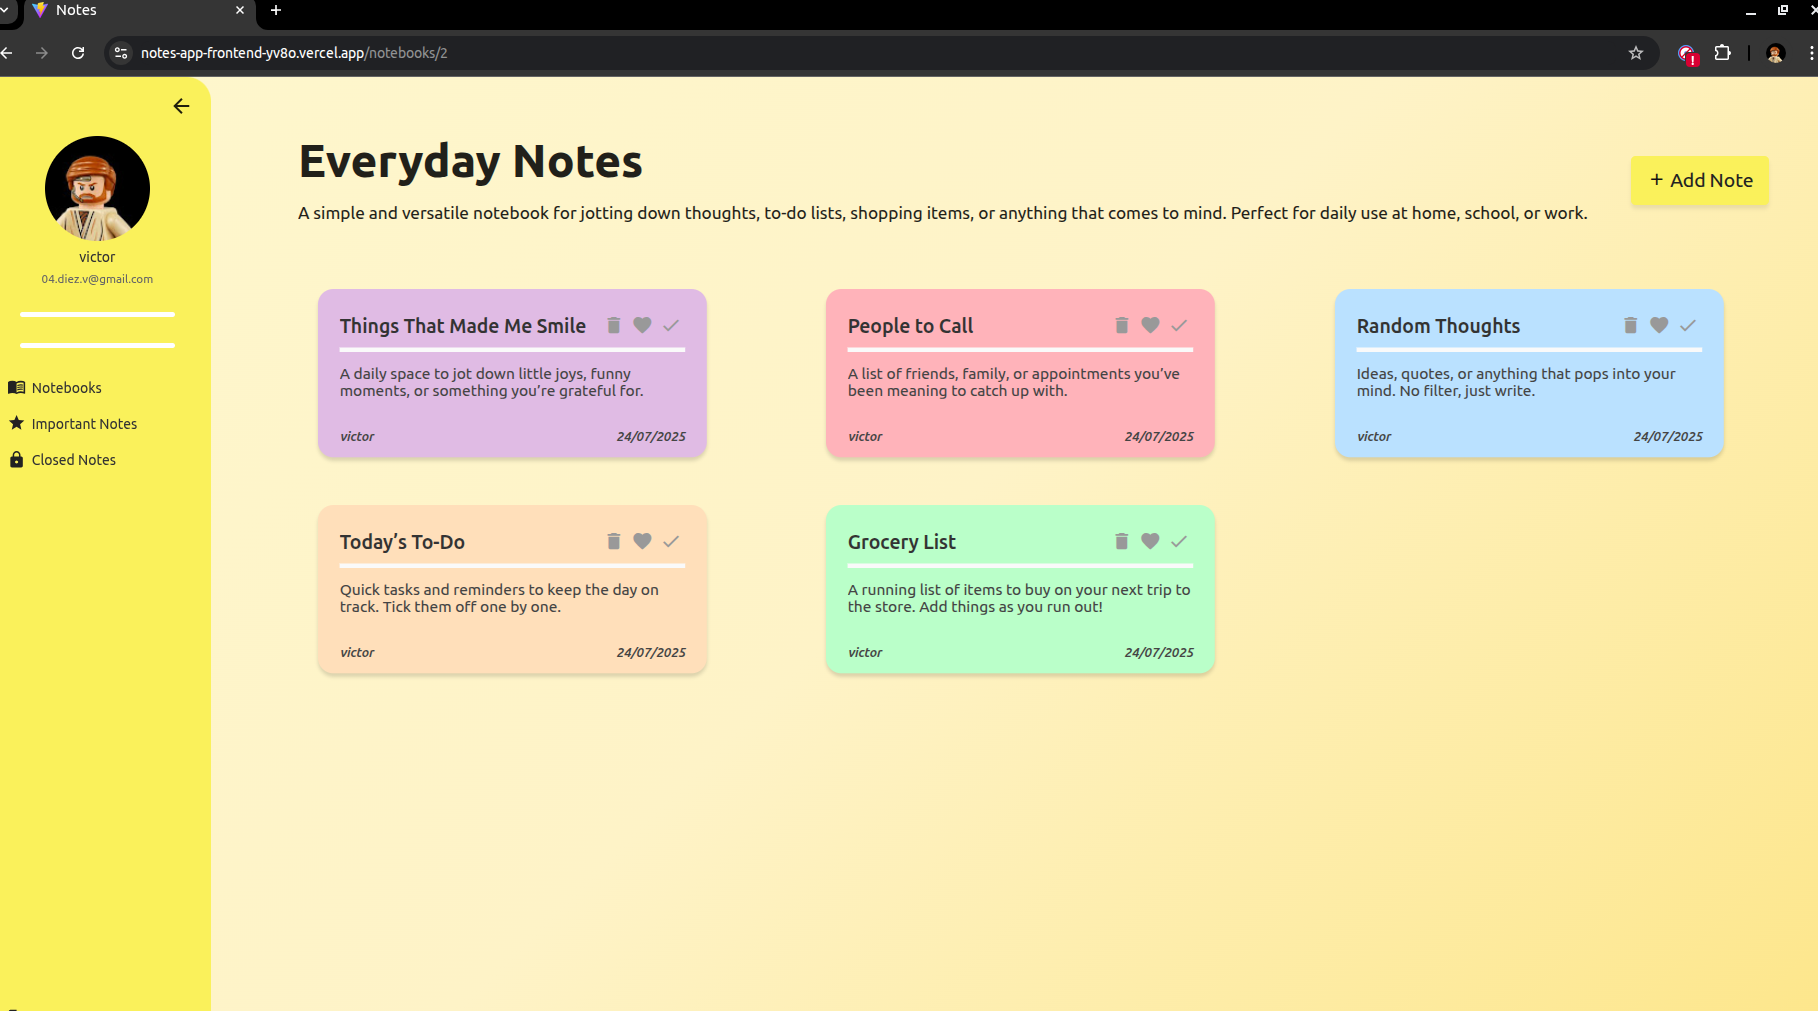 Notes
notes-app-frontend-yv8o.vercel.app/notebooks/2
victor
04.diez.v@gmail.com
Notebooks
Important Notes
Closed Notes
Everyday Notes
A simple and versatile notebook for jotting down thoughts, to-do lists, shopping items, or anything that comes to mind. Perfect for daily use at home, school, or work.
+ Add Note
Things That Made Me Smile
A daily space to jot down little joys, funny
moments, or something you’re grateful for.
victor 24/07/2025
People to Call
A list of friends, family, or appointments you’ve
been meaning to catch up with.
victor 24/07/2025
Random Thoughts
Ideas, quotes, or anything that pops into your
mind. No filter, just write.
victor 24/07/2025
Today’s To-Do
Quick tasks and reminders to keep the day on
track. Tick them off one by one.
victor 24/07/2025
Grocery List
A running list of items to buy on your next trip to
the store. Add things as you run out!
victor 24/07/2025